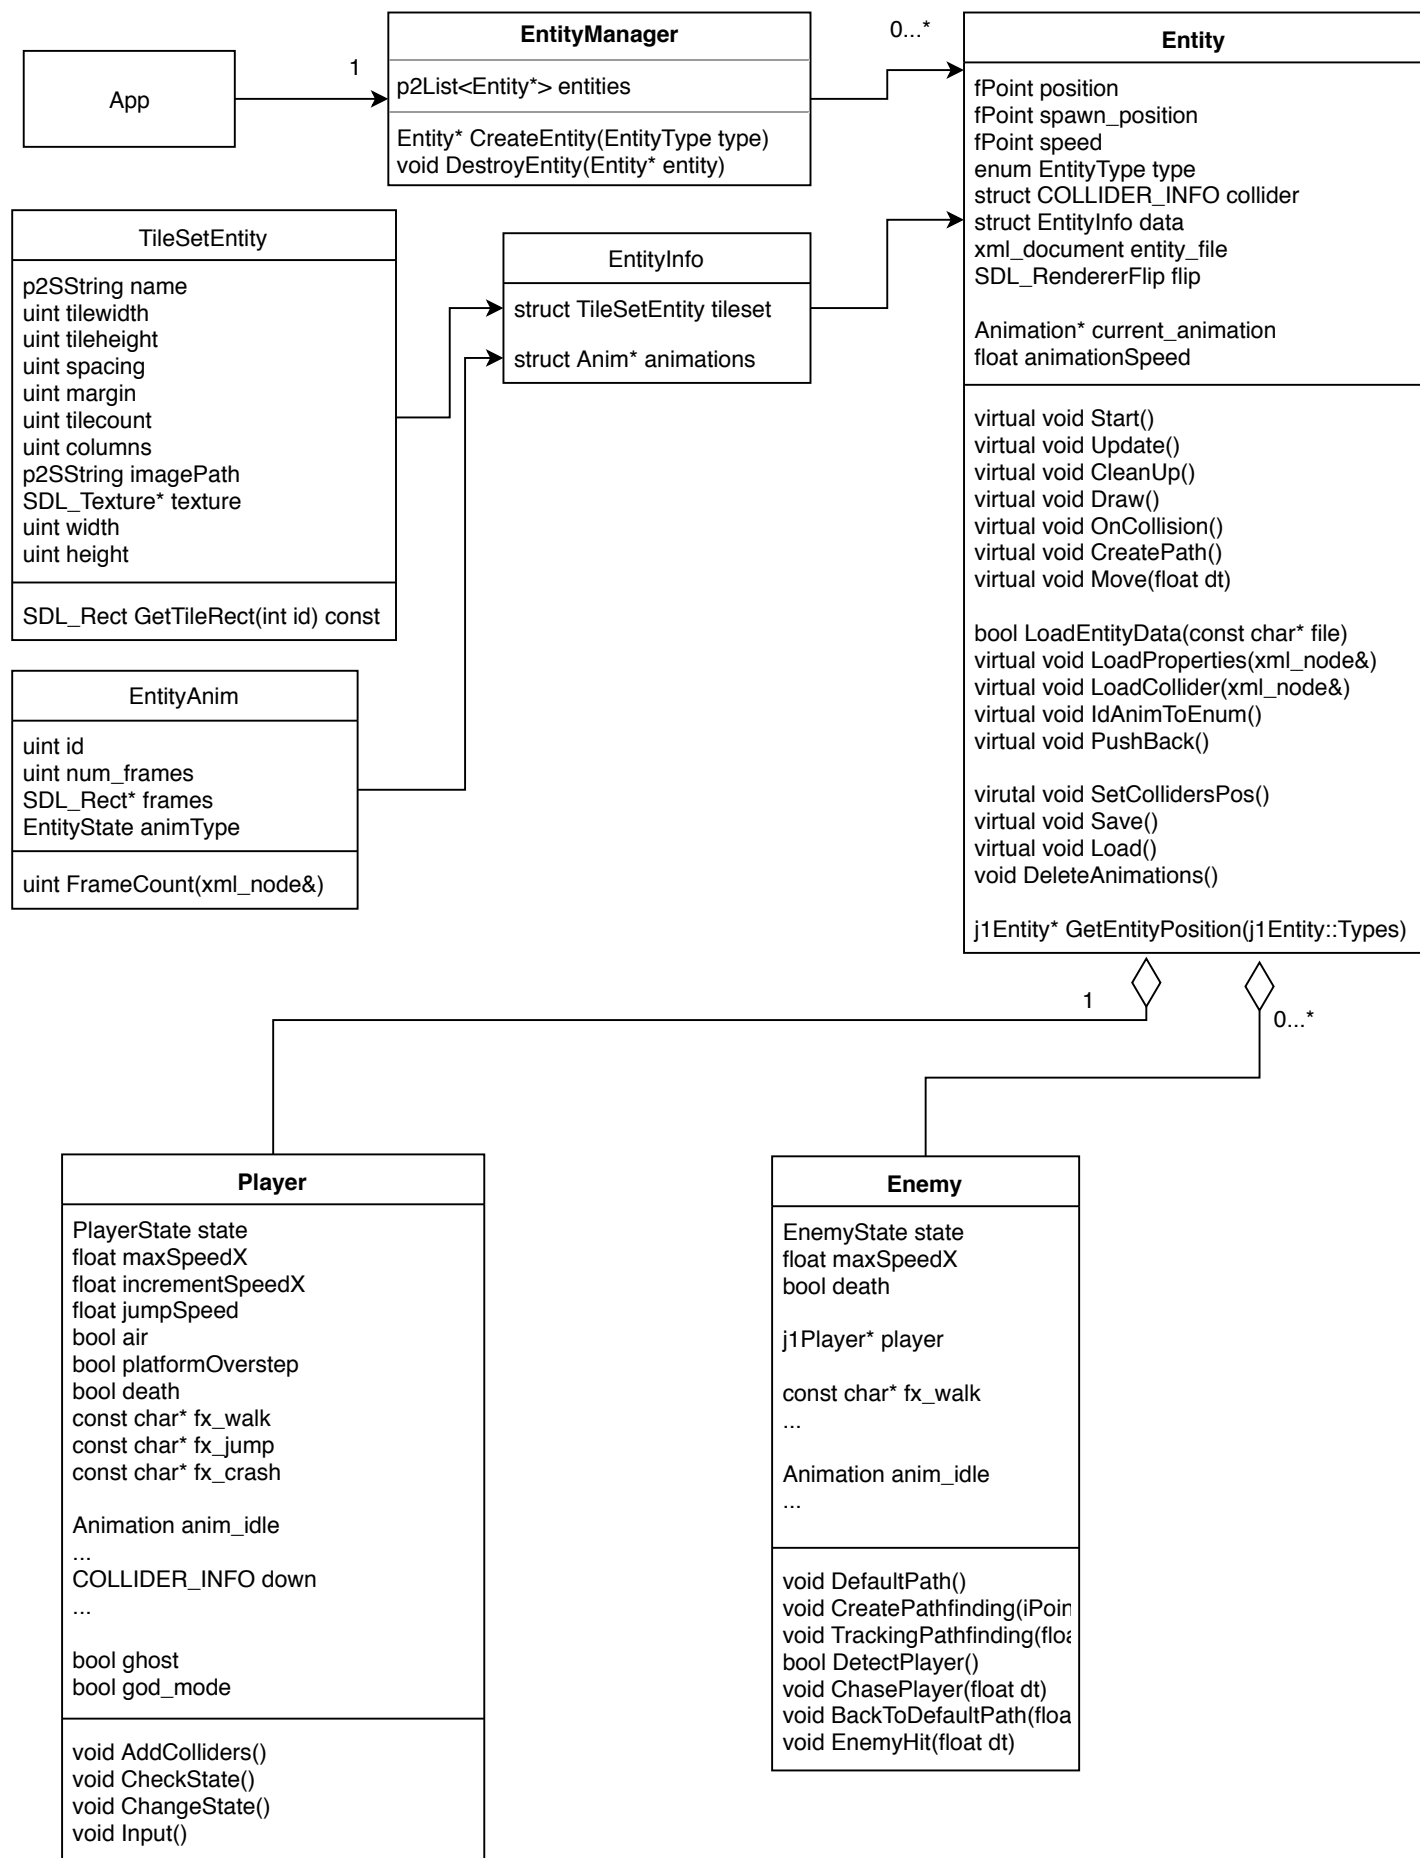 App
1
EntityManager
p2List<Entity*> entities
Entity* CreateEntity(EntityType type)
void DestroyEntity(Entity* entity)
0...*
Entity
fPoint position
fPoint spawn_position
fPoint speed
enum EntityType type
struct COLLIDER_INFO collider
struct EntityInfo data
xml_document entity_file
SDL_RendererFlip flip
Animation* current_animation
float animationSpeed
virtual void Start()
virtual void Update()
virtual void CleanUp()
virtual void Draw()
virtual void OnCollision()
virtual void CreatePath()
virtual void Move(float dt)
bool LoadEntityData(const char* file)
virtual void LoadProperties(xml_node&)
virtual void LoadCollider(xml_node&)
virtual void IdAnimToEnum()
virtual void PushBack()
virutal void SetCollidersPos()
virtual void Save()
virtual void Load()
void DeleteAnimations()
j1Entity* GetEntityPosition(j1Entity::Types)
TileSetEntity
p2SString name
uint tilewidth
uint tileheight
uint spacing
uint margin
uint tilecount
uint columns
p2SString imagePath
SDL_Texture* texture
uint width
uint height
SDL_Rect GetTileRect(int id) const
EntityInfo
struct TileSetEntity tileset
struct Anim* animations
EntityAnim
uint id
uint num_frames
SDL_Rect* frames
EntityState animType
uint FrameCount(xml_node&)
1
0...*
Player
PlayerState state
float maxSpeedX
float incrementSpeedX
float jumpSpeed
bool air
bool platformOverstep
bool death
const char* fx_walk
const char* fx_jump
const char* fx_crash
Animation anim_idle
...
COLLIDER_INFO down
...
bool ghost
bool god_mode
void AddColliders()
void CheckState()
void ChangeState()
void Input()
Enemy
EnemyState state
float maxSpeedX
bool death
j1Player* player
const char* fx_walk
...
Animation anim_idle
...
void DefaultPath()
void CreatePathfinding(iPoin
void TrackingPathfinding(floa
bool DetectPlayer()
void ChasePlayer(float dt)
void BackToDefaultPath(floa
void EnemyHit(float dt)